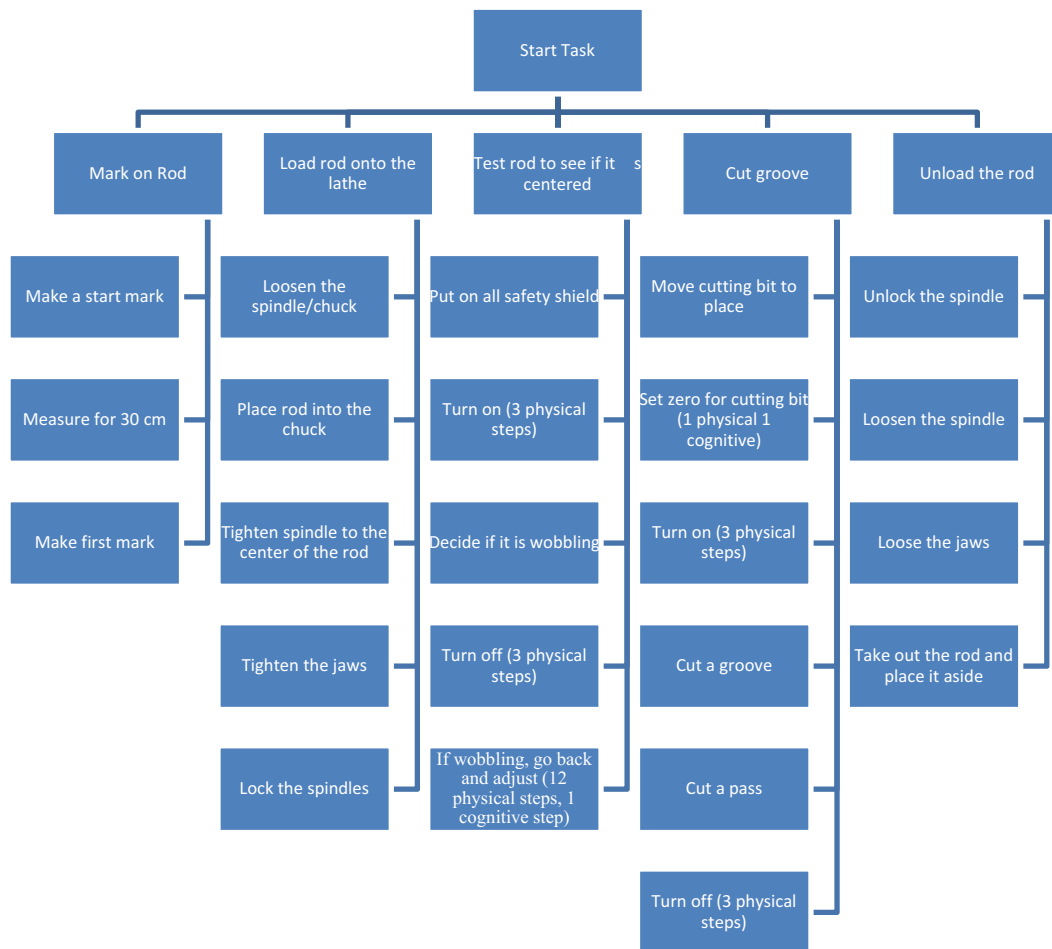 Start Task
Mark on Rod
Load rod onto the
lathe
Test rod to see if it s
centered
Cut groove
Unload the rod
Make a start mark
Measure for 30 cm
Make first mark
Loosen the
spindle/chuck
Place rod into the
chuck
Tighten spindle to the
center of the rod
Tighten the jaws
Lock the spindles
Put on all safety shield
Turn on (3 physical
steps)
Decide if it is wobbling
Turn off (3 physical
steps)
If wobbling, go back
and adjust (12
physical steps, 1
cognitive step)
Move cutting bit to
place
Set zero for cutting bit
(1 physical 1
cognitive)
Turn on (3 physical
steps)
Cut a groove
Cut a pass
Turn off (3 physical
steps)
Unlock the spindle
Loosen the spindle
Loose the jaws
Take out the rod and
place it aside